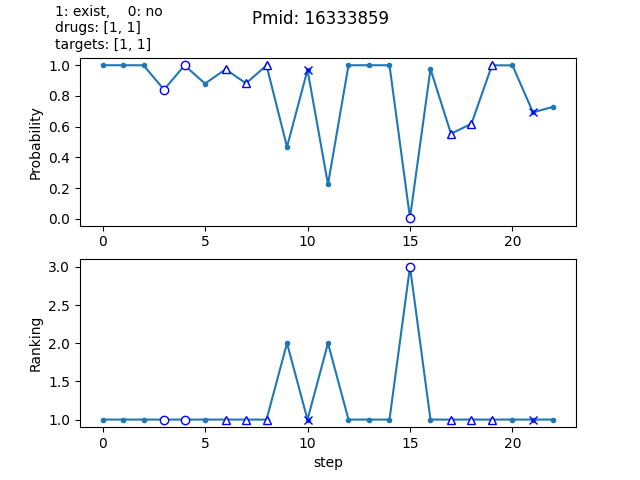 1: exist,    0: no
drugs: [1, 1]
targets: [1, 1]
Pmid: 16333859
Probability
1.0
0.8
0.6
0.4
0.2
0.0
0 5 10 15 20
Ranking
3.0
2.5
2.0
1.5
1.0
0 5 10 15 20
step